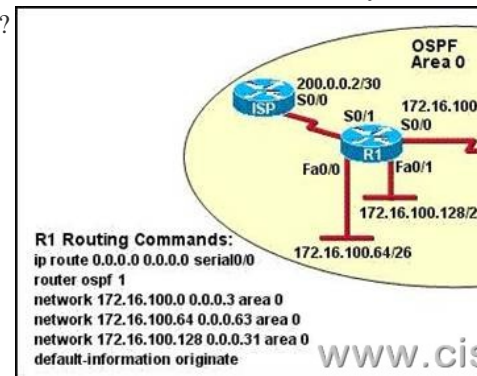 ?
OSPF
Area 0
200.0.0.2/30
S0/0
ISP
S0/1
172.16.100
S0/0
R1
Fa0/0
Fa0/1
172.16.100.128/2
172.16.100.64/26
R1 Routing Commands:
ip route 0.0.0.0 0.0.0.0 serial0/0
router ospf 1
network 172.16.100.0 0.0.0.3 area 0
network 172.16.100.64 0.0.0.63 area 0
network 172.16.100.128 0.0.0.31 area 0
default-information originate
www.cis